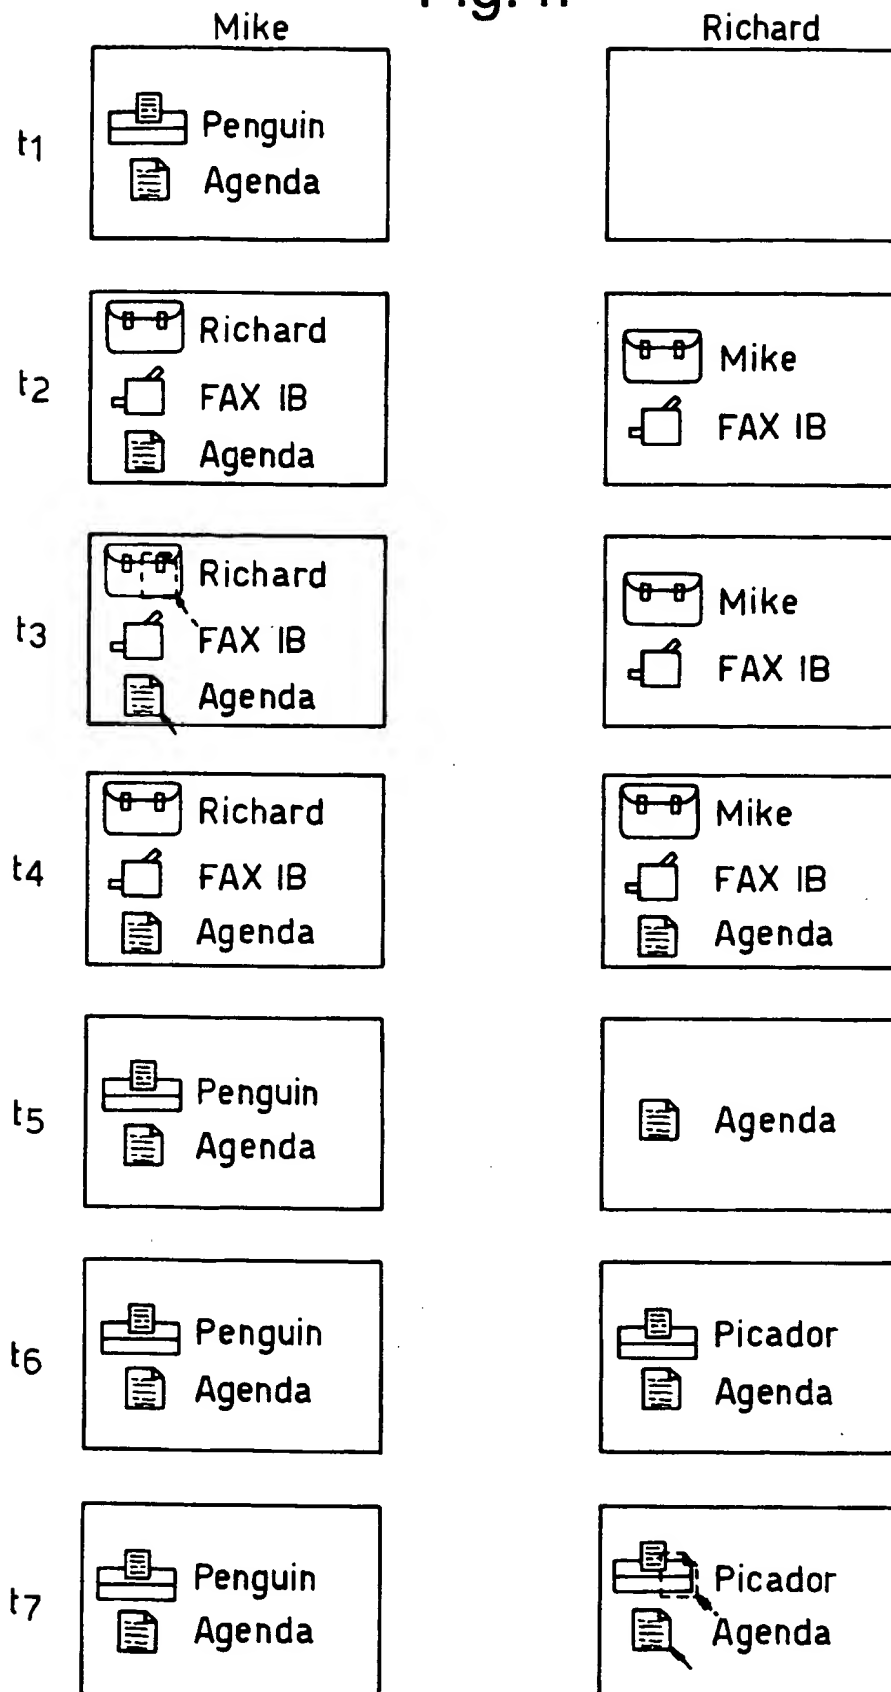 Mike Richard
t1
Penguin
Agenda
t2
Richard
FAX IB
Agenda
Mike
FAX IB
t3
Richard
FAX IB
Agenda
Mike
FAX IB
t4
Richard
FAX IB
Agenda
Mike
FAX IB
Agenda
t5
Penguin
Agenda
Agenda
t6
Penguin
Agenda
Picador
Agenda
t7
Penguin
Agenda
Picador
Agenda